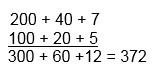 200 + 40 + 7
100 + 20 + 5
300 + 60 +12 = 372